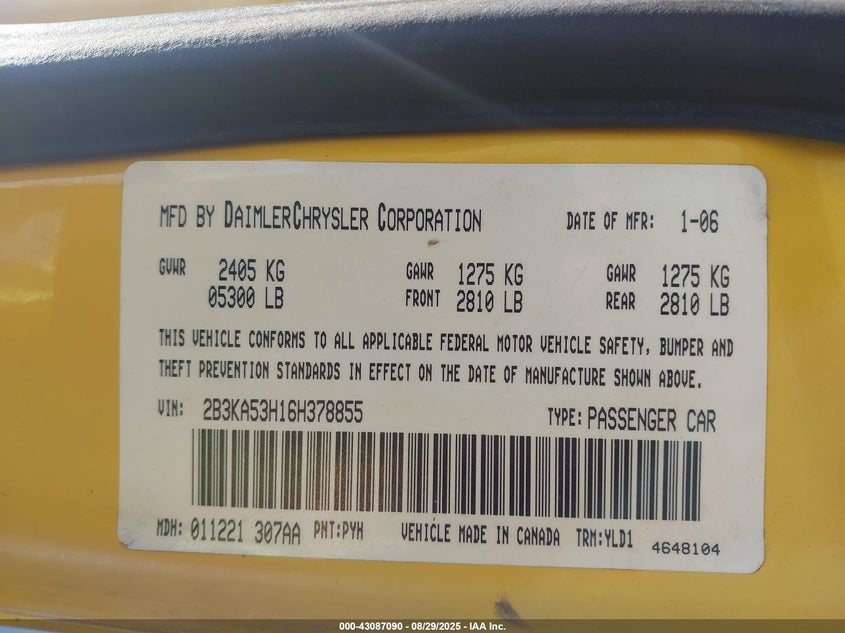 MFD BY DAIMLERCHRYSLER CORPORATION DATE OF MFR: 1-06
GVWR 2405 KG GAWR 1275 KG GAWR 1275 KG
05300 LB FRONT 2810 LB REAR 2810 LB
THIS VEHICLE CONFORMS TO ALL APPLICABLE FEDERAL MOTOR VEHICLE SAFETY, BUMPER AND
THEFT PREVENTION STANDARDS IN EFFECT ON THE DATE OF MANUFACTURE SHOWN ABOVE.
VIN: 2B3KA53H16H378855 TYPE: PASSENGER CAR
MDH: 011221 307AA PNT:PYH VEHICLE MADE IN CANADA TRM:YLD1 4648104
000-43087090 - 08/29/2025 - IAA Inc.